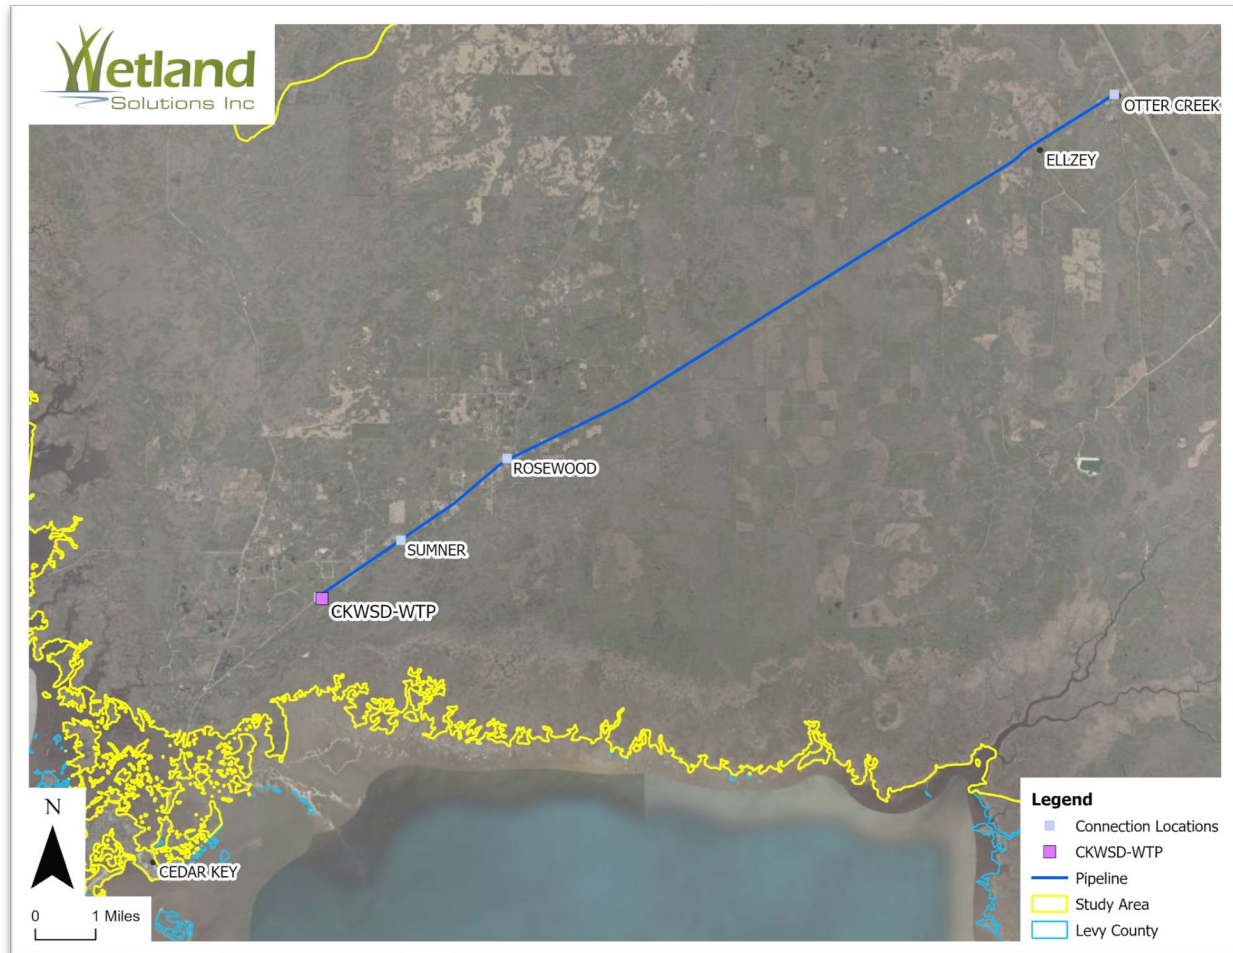 Wetland
Solutions Inc
OTTER CREEK
ELLZEY
ROSEWOOD
SUMNER
CKWSD-WTP
CEDAR KEY
N
0 1 Miles
Legend
Connection Locations
CKWSD-WTP
Pipeline
Study Area
Levy County